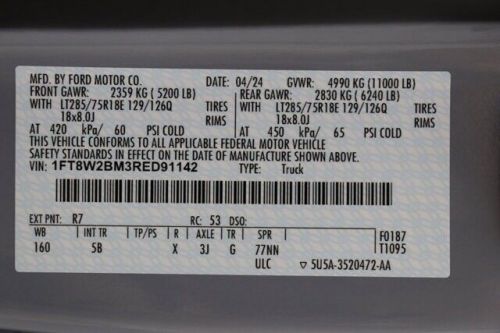 MFD. BY FORD MOTOR CO. DATE: 04/24 GVWR: 4990 KG (11000 LB)
FRONT GAWR: 2359 KG ( 5200 LB) REAR GAWR: 2830 KG ( 6240 LB)
WITH LT285/75R18E 129/126Q TIRES WITH LT285/75R18E 129/126Q TIRES
18x8.0J RIMS 18x8.0J RIMS
AT 420 kPa/ 60 PSI COLD AT 450 kPa/ 65 PSI COLD
THIS VEHICLE CONFORMS TO ALL APPLICABLE FEDERAL MOTOR VEHICLE
SAFETY STANDARDS IN EFFECT ON THE DATE OF MANUFACTURE SHOWN ABOVE.
VIN: 1FT8W2BM3RED91142 TYPE: Truck
EXT PNT: R7 RC: 53 DSO:
WB INT TR TP/PS R AXLE TR SPR F0187
160 5B X 3J G 77NN T1095
ULC 5U5A-3520472-AA